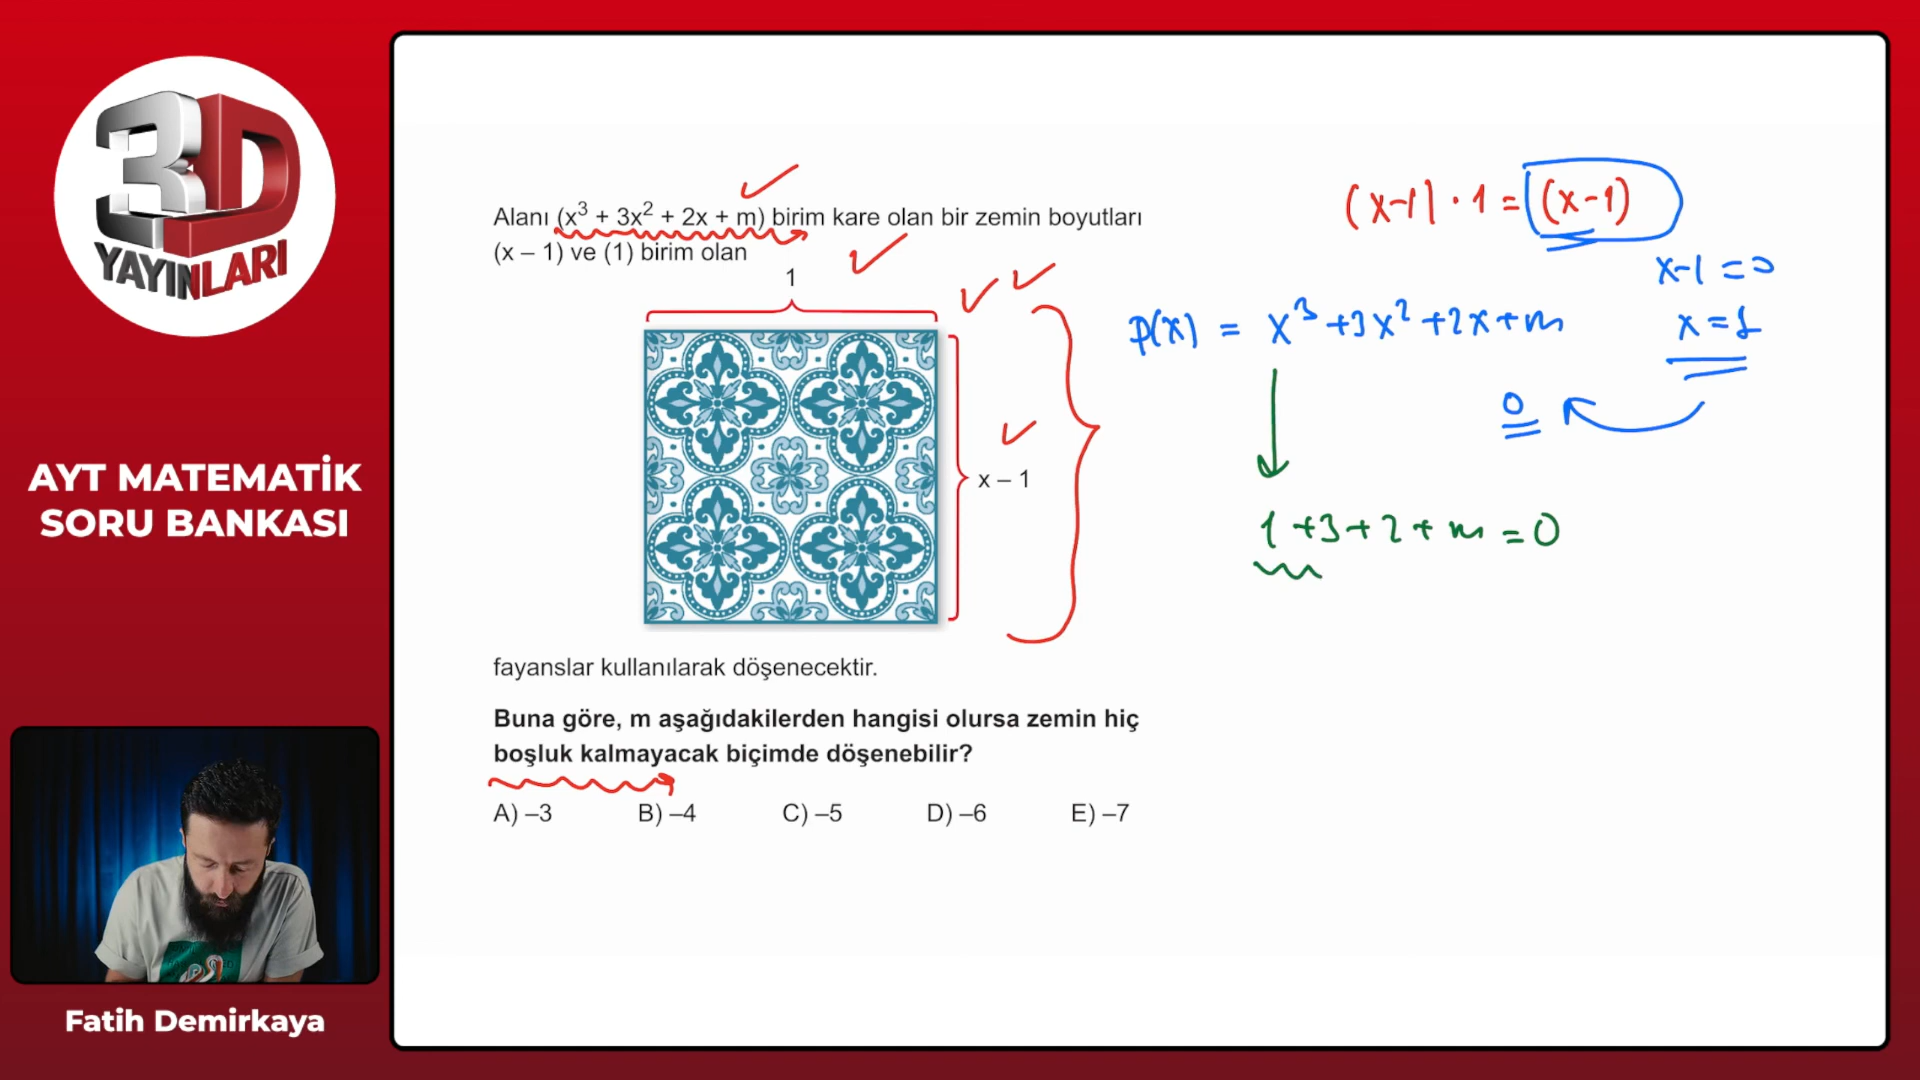 3D
YAYINLARI
AYT MATEMATİK
SORU BANKASI
Fatih Demirkaya
Alanı (x³ + 3x² + 2x + m) birim kare olan bir zemin boyutları
(x – 1) ve (1) birim olan
1
x – 1
fayanslar kullanılarak döşenecektir.
Buna göre, m aşağıdakilerden hangisi olursa zemin hiç
boşluk kalmayacak biçimde döşenebilir?
A) –3 B) –4 C) –5 D) –6 E) –7
(x-1) · 1 = (x-1)
x-1 = 0
P(x) = x³ +3x² +2x+m
x = 1
0
1 +3+2+m = 0